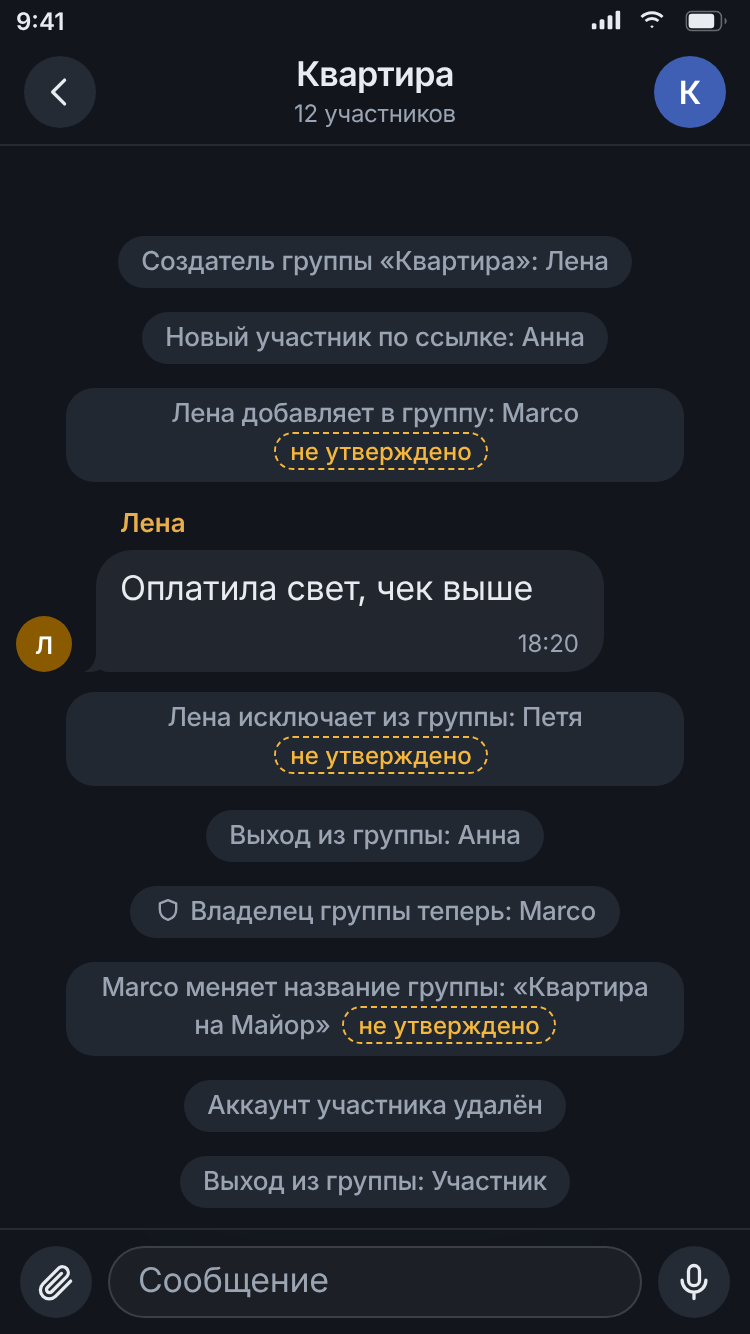 9:41
Квартира
12 участников
К
Создатель группы «Квартира»: Лена
Новый участник по ссылке: Анна
Лена добавляет в группу: Marco
не утверждено
Лена
Оплатила свет, чек выше
18:20
Л
Лена исключает из группы: Петя
не утверждено
Выход из группы: Анна
Владелец группы теперь: Marco
Marco меняет название группы: «Квартира
на Майор» не утверждено
Аккаунт участника удалён
Выход из группы: Участник
Сообщение